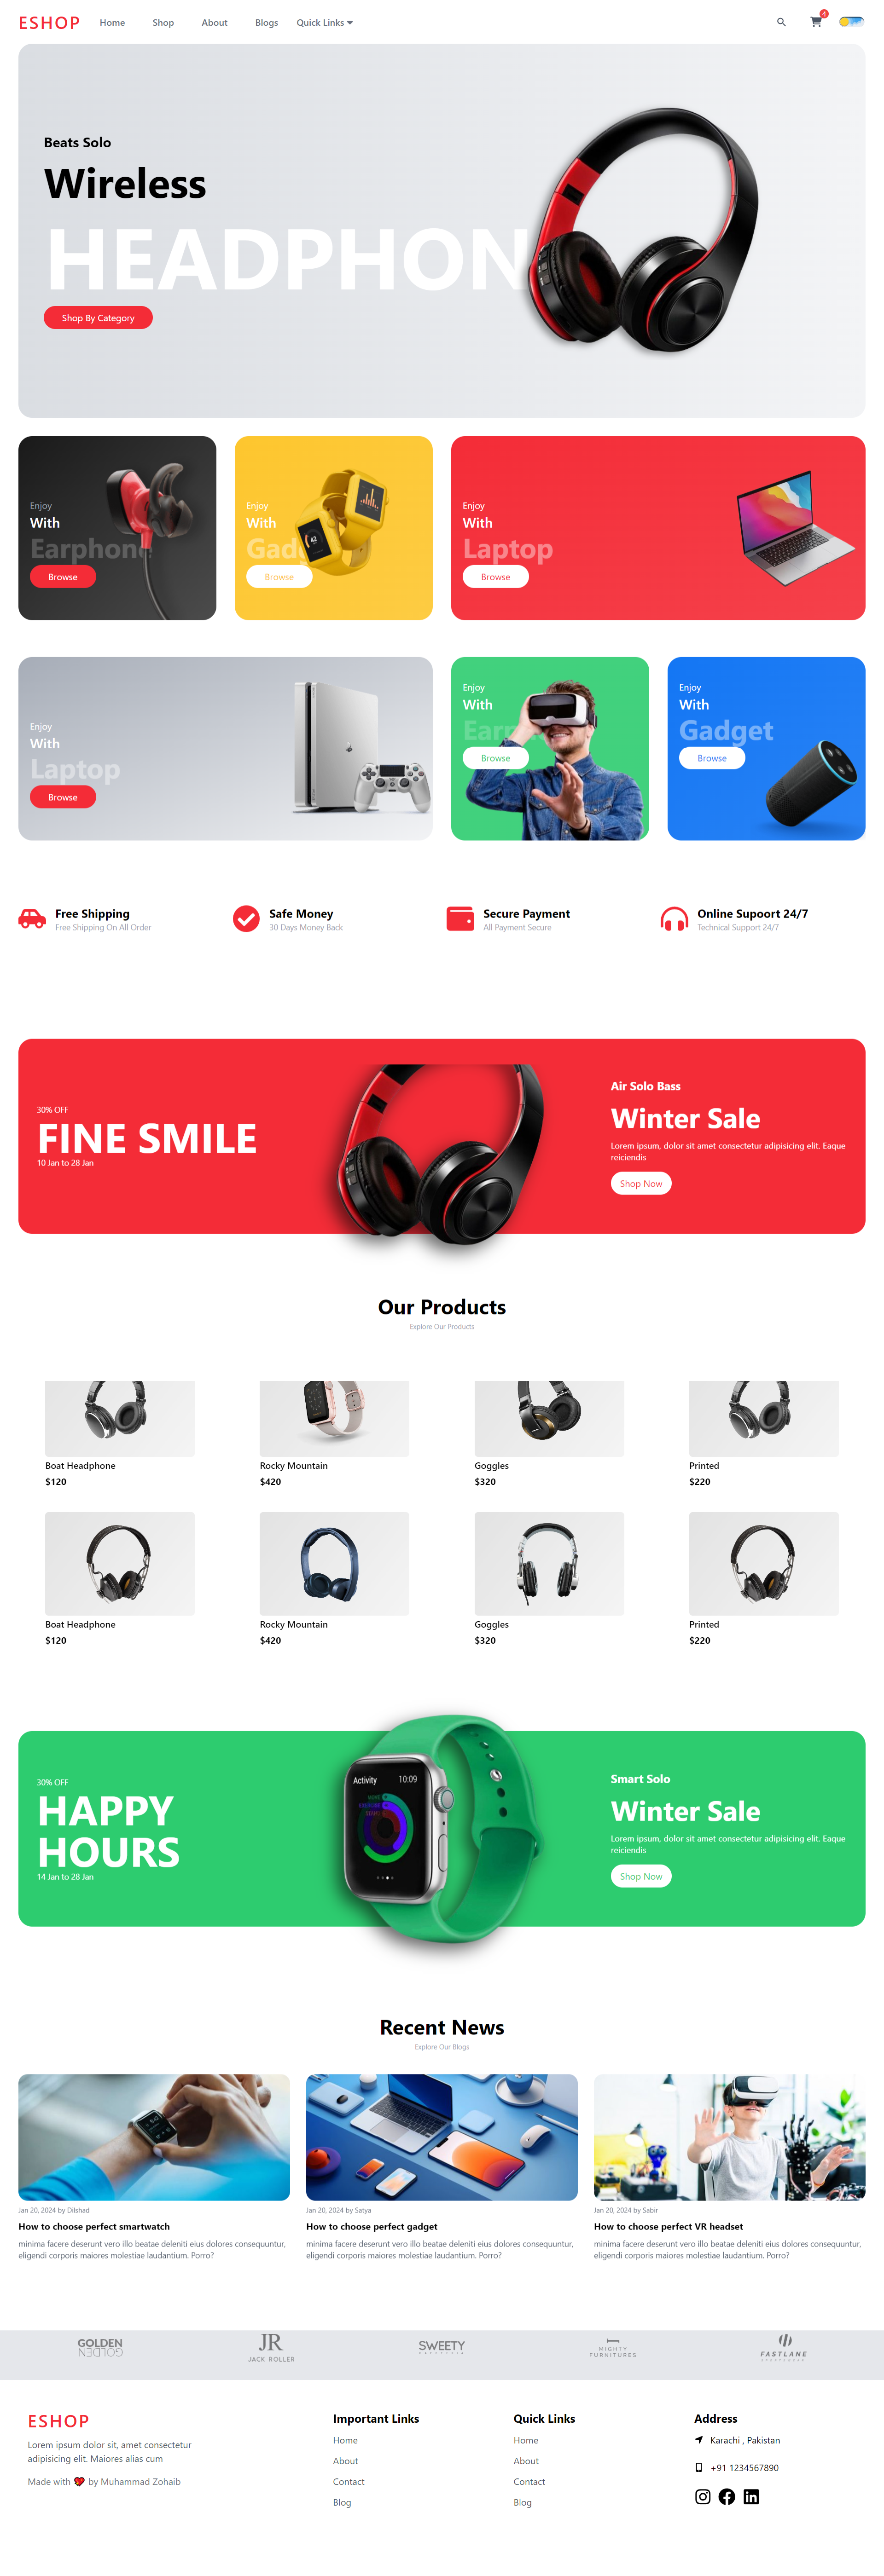 ESHOP Home Shop About Blogs Quick Links 4
Beats Solo
Wireless
HEADPHON
Shop By Category
Enjoy
With
Earphone
Browse
Enjoy
With
Gad
Browse
Enjoy
With
Laptop
Browse
Enjoy
With
Laptop
Browse
Enjoy
With
Ear
Browse
Enjoy
With
Gadget
Browse
Free Shipping
Free Shipping On All Order
Safe Money
30 Days Money Back
Secure Payment
All Payment Secure
Online Supoort 24/7
Technical Support 24/7
30% OFF
FINE SMILE
10 Jan to 28 Jan
Air Solo Bass
Winter Sale
Lorem ipsum, dolor sit amet consectetur adipisicing elit. Eaque
reiciendis
Shop Now
Our Products
Explore Our Products
Boat Headphone
$120
Rocky Mountain
$420
Goggles
$320
Printed
$220
Boat Headphone
$120
Rocky Mountain
$420
Goggles
$320
Printed
$220
30% OFF
HAPPY
HOURS
14 Jan to 28 Jan
Activity 10:09
Smart Solo
Winter Sale
Lorem ipsum, dolor sit amet consectetur adipisicing elit. Eaque
reiciendis
Shop Now
Recent News
Explore Our Blogs
Jan 20, 2024 by Dilshad
How to choose perfect smartwatch
minima facere deserunt vero illo beatae deleniti eius dolores consequuntur,
eligendi corporis maiores molestiae laudantium. Porro?
Jan 20, 2024 by Satya
How to choose perfect gadget
minima facere deserunt vero illo beatae deleniti eius dolores consequuntur,
eligendi corporis maiores molestiae laudantium. Porro?
Jan 20, 2024 by Sabir
How to choose perfect VR headset
minima facere deserunt vero illo beatae deleniti eius dolores consequuntur,
eligendi corporis maiores molestiae laudantium. Porro?
GOLDEN
GOLDEN
JR
JACK ROLLER
SWEETY
MIGHTY
FURNITURES
FASTLANE
ESHOP
Lorem ipsum dolor sit, amet consectetur
adipisicing elit. Maiores alias cum
Made with by Muhammad Zohaib
Important Links
Home
About
Contact
Blog
Quick Links
Home
About
Contact
Blog
Address
Karachi , Pakistan
+91 1234567890